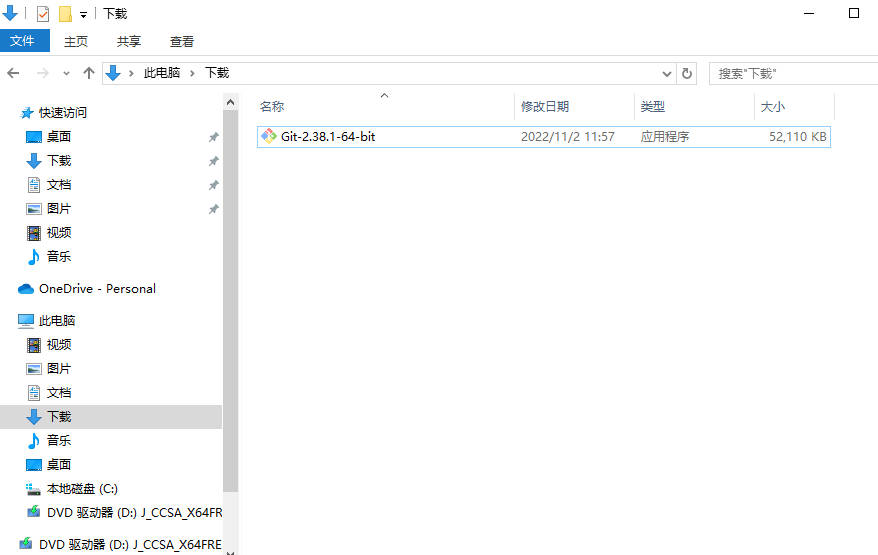 下载
文件 主页 共享 查看
此电脑 下载 搜索"下载"
名称 修改日期 类型 大小
Git-2.38.1-64-bit 2022/11/2 11:57 应用程序 52,110 KB
快速访问
桌面
下载
文档
图片
视频
音乐
OneDrive - Personal
此电脑
视频
图片
文档
下载
音乐
桌面
本地磁盘 (C:)
DVD 驱动器 (D:) J_CCSA_X64FR
DVD 驱动器 (D:) J_CCSA_X64FRE